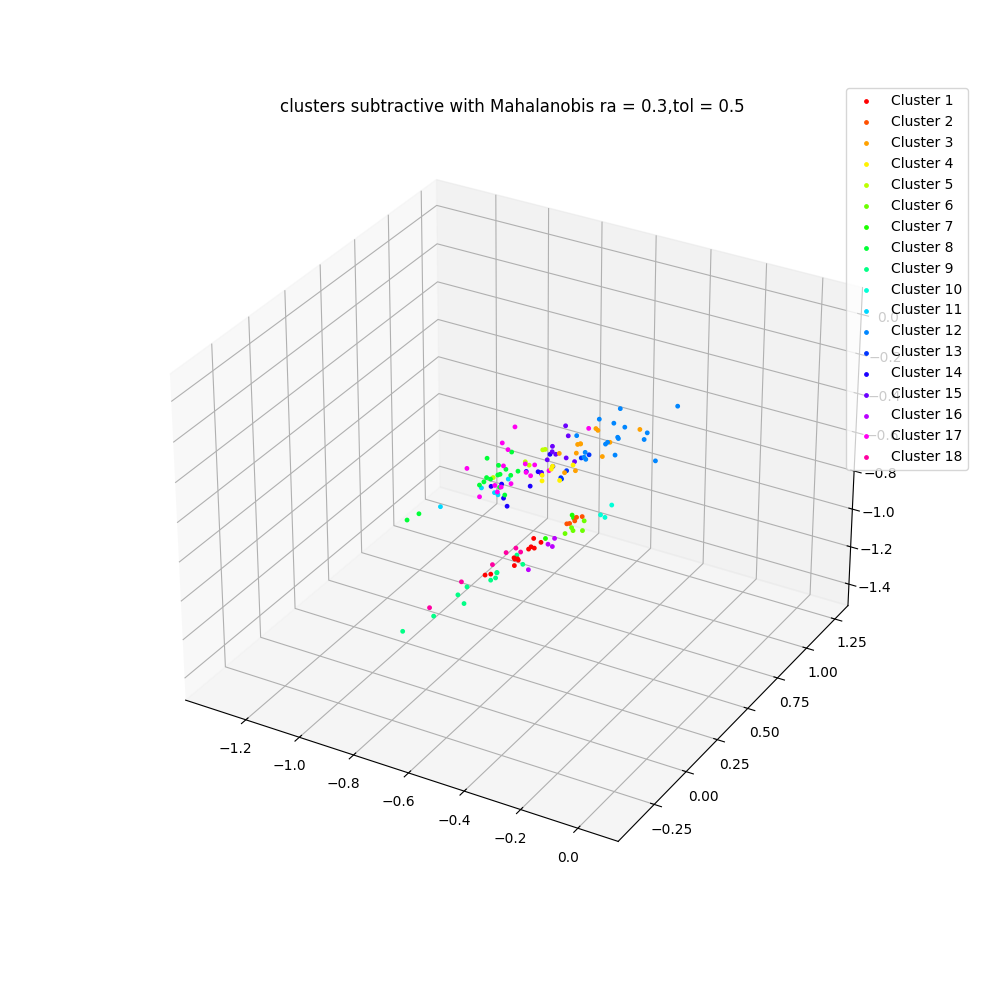 clusters subtractive with Mahalanobis ra = 0.3,tol = 0.5
Cluster 1
Cluster 2
Cluster 3
Cluster 4
Cluster 5
Cluster 6
Cluster 7
Cluster 8
Cluster 9
Cluster 10
Cluster 11
Cluster 12
Cluster 13
Cluster 14
Cluster 15
Cluster 16
Cluster 17
Cluster 18
0.0
−0.2
−0.8
−1.0
−1.2
−1.4
1.25
1.00
0.75
0.50
0.25
0.00
−0.25
−1.2
−1.0
−0.8
−0.6
−0.4
−0.2
0.0